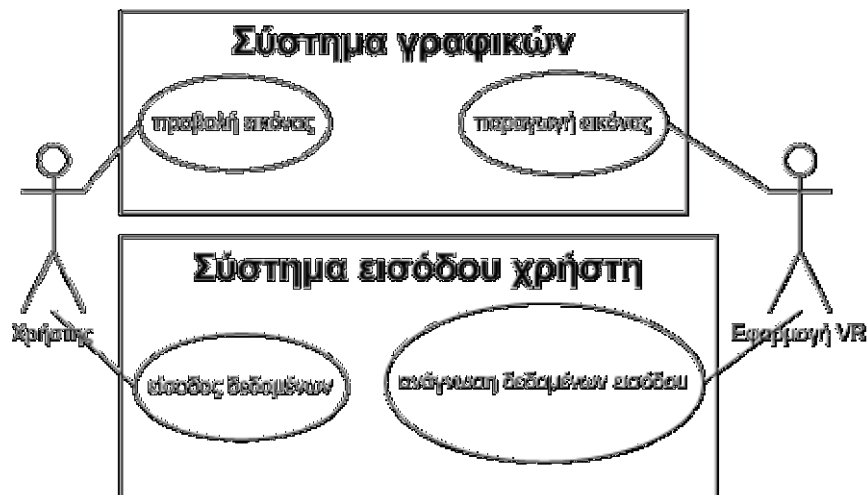 Σύστημα γραφικών
προβολή εικόνας
παραγωγή εικόνας
Σύστημα εισόδου χρήστη
Χρήστης
Εφαρμογή VR
είσοδος δεδομένων
ανάγνωση δεδομένων εισόδου